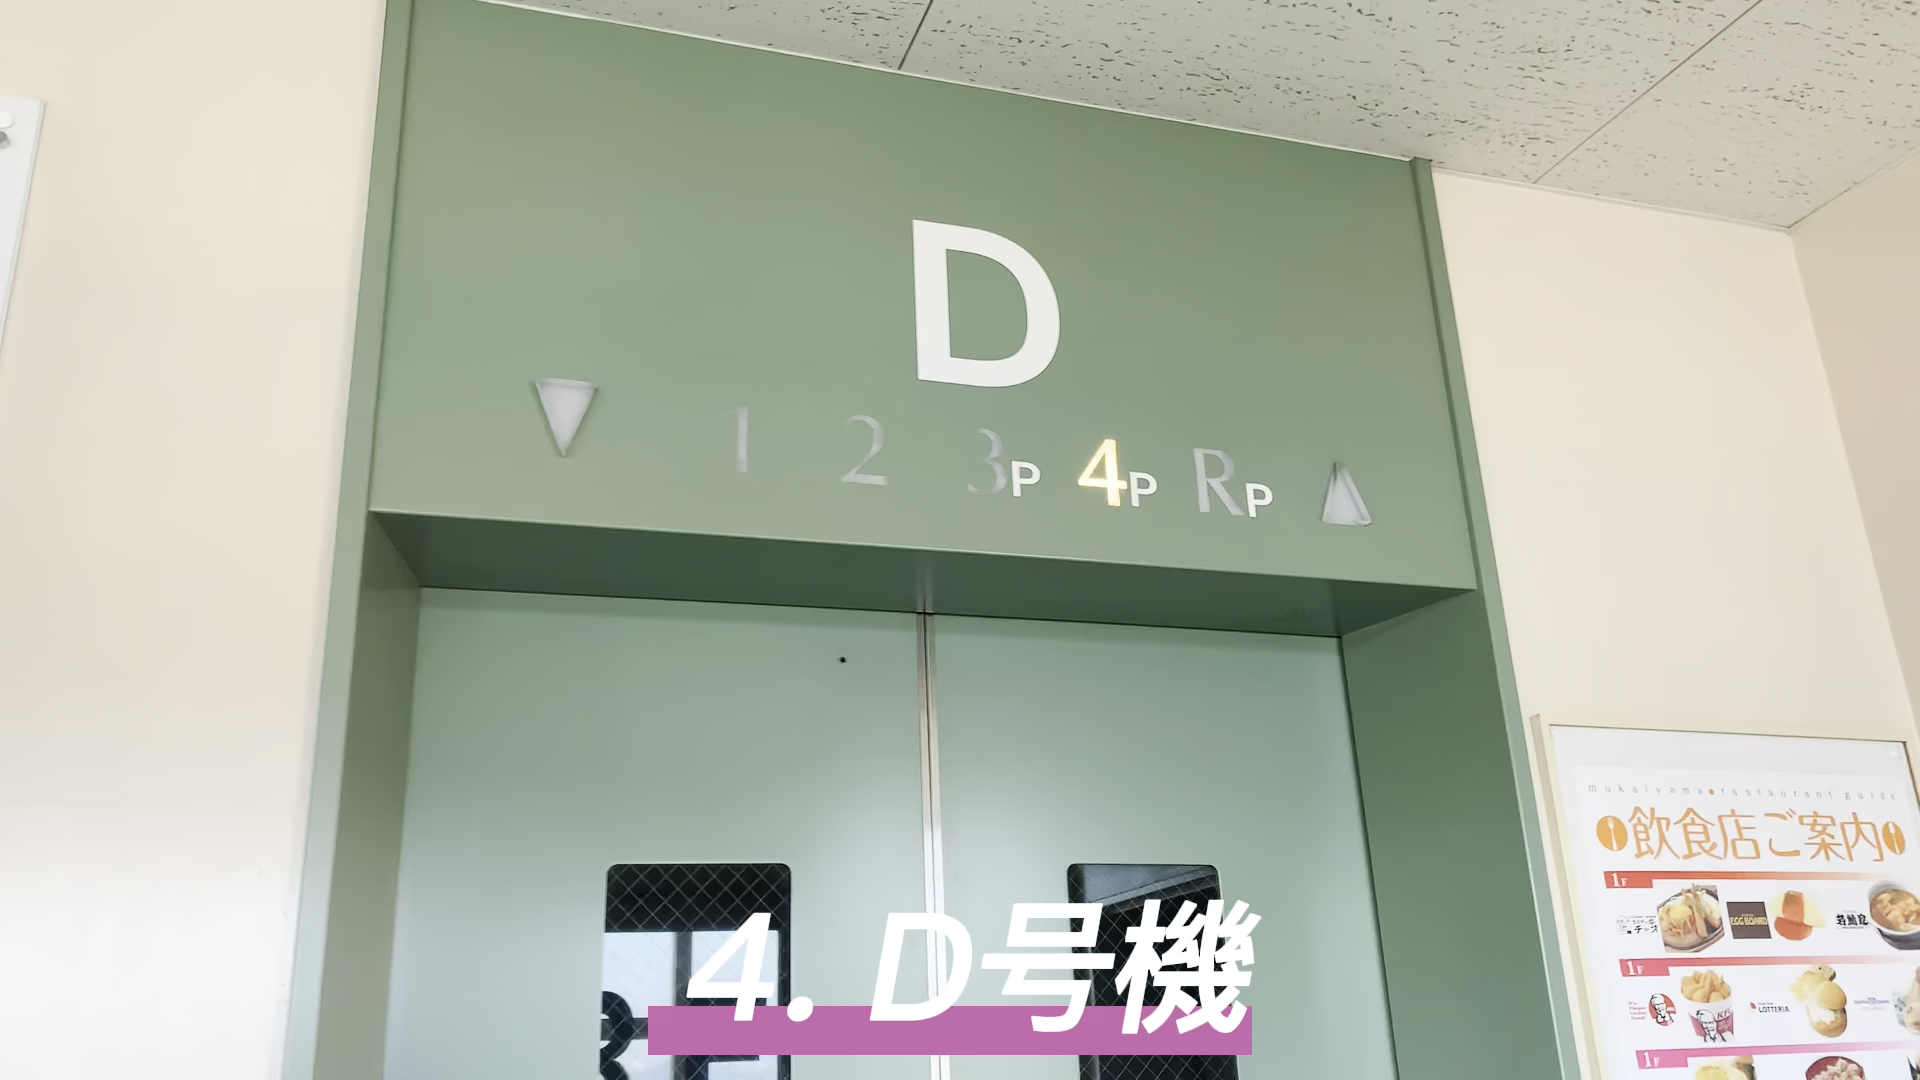 D
1 2 3P 4P RP
mukaiyama restaurant guide
飲食店ご案内
1F
EGG BOARD
1F
LOTTERIA
1F
4. D号機